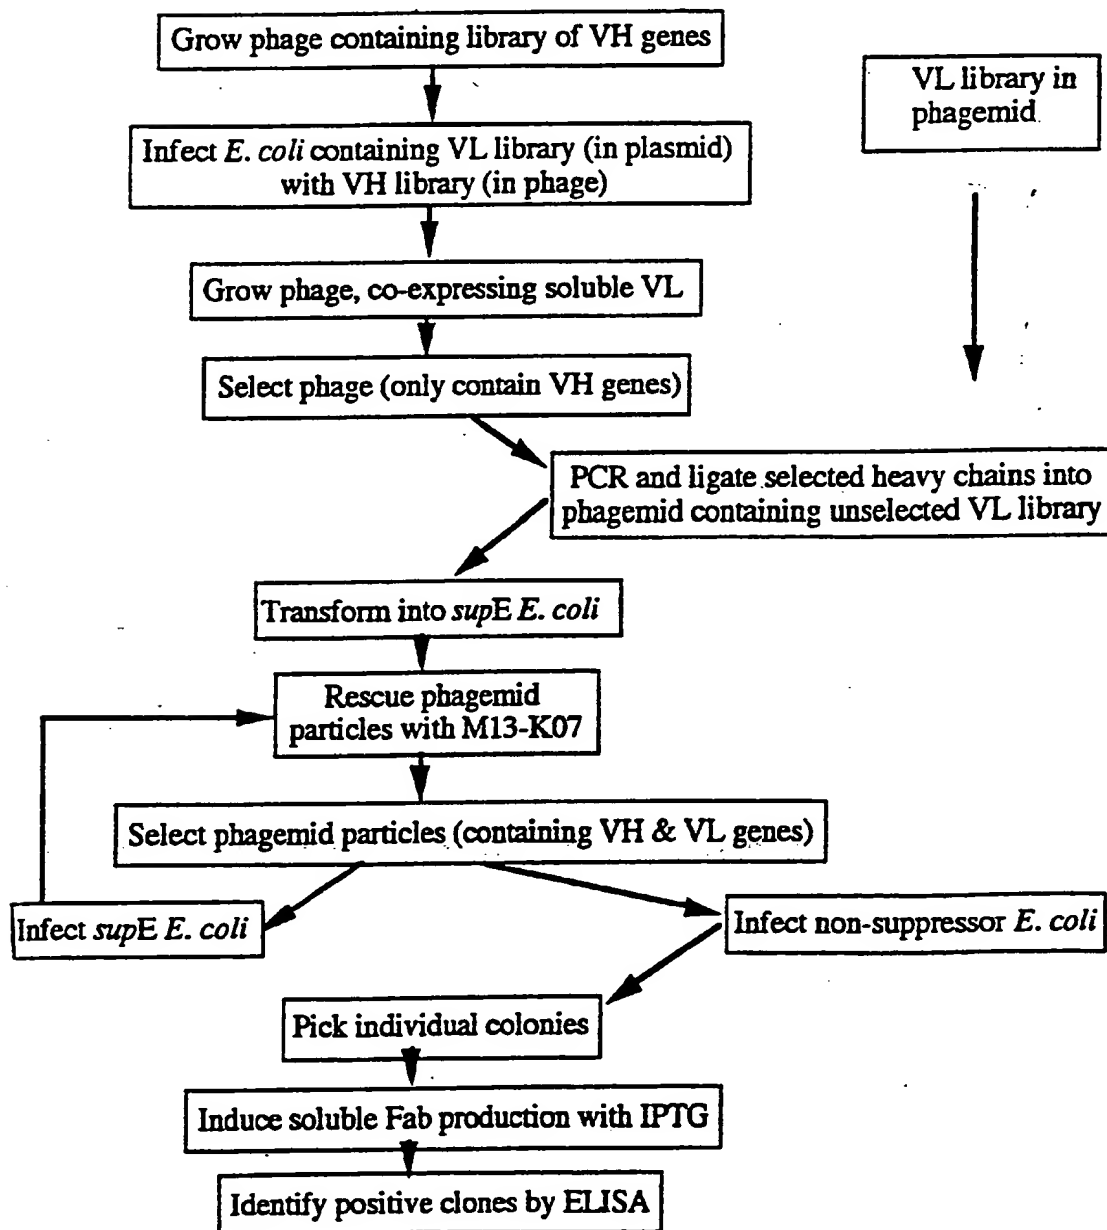 Grow phage containing library of VH genes
VL library in
phagemid
Infect E. coli containing VL library (in plasmid)
with VH library (in phage)
Grow phage, co-expressing soluble VL
Select phage (only contain VH genes)
PCR and ligate selected heavy chains into
phagemid containing unselected VL library
Transform into supE E. coli
Rescue phagemid
particles with M13-K07
Select phagemid particles (containing VH & VL genes)
Infect supE E. coli
Infect non-suppressor E. coli
Pick individual colonies
Induce soluble Fab production with IPTG
Identify positive clones by ELISA